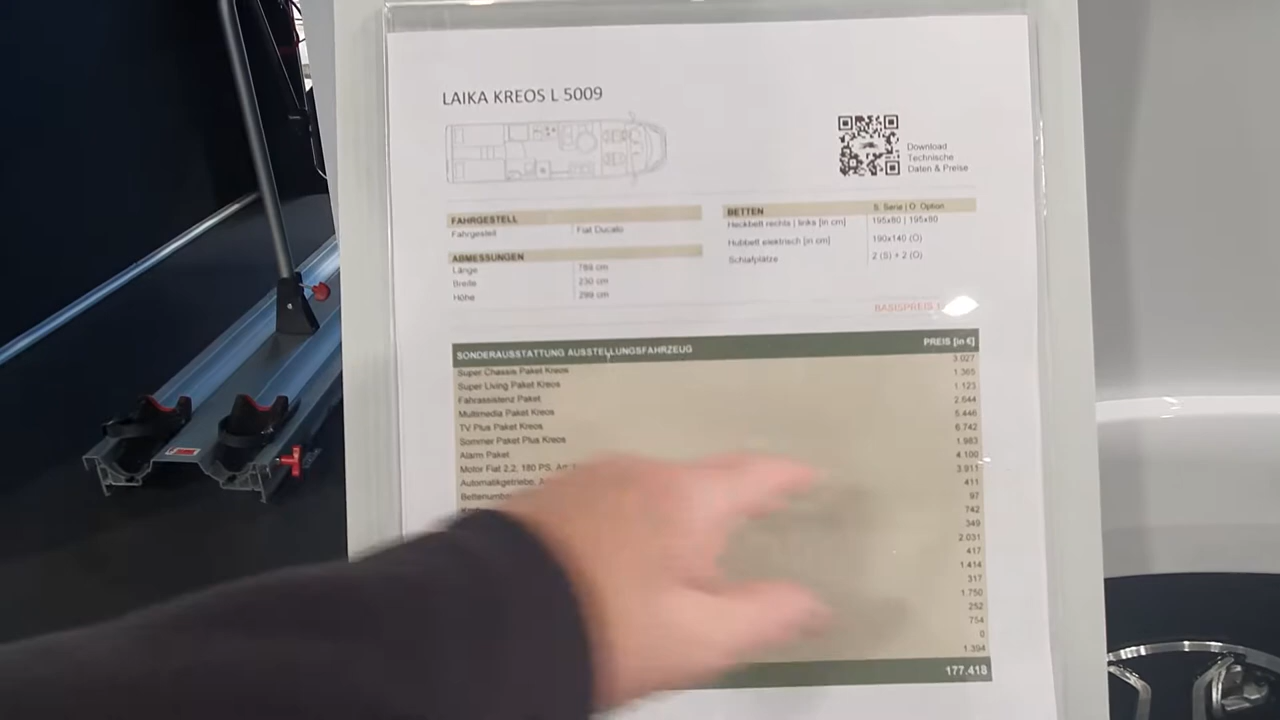 LAIKA KREOS L 5009
Download
Technische
Daten & Preise
FAHRGESTELL
Fahrgestell Fiat Ducato
ABMESSUNGEN
Länge 789 cm
Breite 230 cm
Höhe 299 cm
BETTEN S: Serie | O: Option
Heckbett rechts | links [in cm] 195x80 | 195x80
Hubbett elektrisch [in cm] 190x140 (O)
Schlafplätze 2 (S) + 2 (O)
BASISPREIS
SONDERAUSSTATTUNG AUSSTELLUNGSFAHRZEUG PREIS [in €]
Super Chassis Paket Kreos 3.027
Super Living Paket Kreos 1.365
Fahrassistenz Paket 1.123
Multimedia Paket Kreos 2.644
TV Plus Paket Kreos 5.446
Sommer Paket Plus Kreos 6.742
Alarm Paket 1.983
Motor Fiat 2,2, 180 PS, 4.100
Automatikgetriebe, 3.911
411
97
742
349
2.031
417
1.414
317
1.750
252
754
0
1.394
177.418